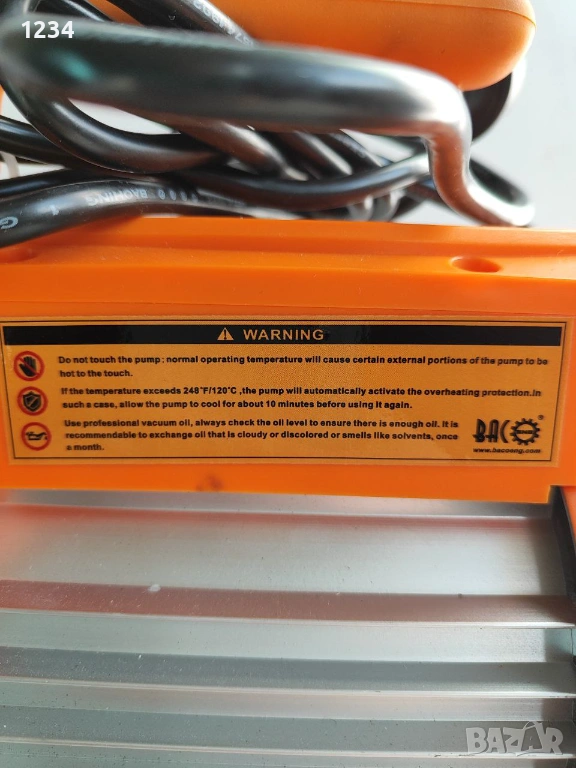 1234
BAOMING
WARNING
Do not touch the pump: normal operating temperature will cause certain external portions of the pump to be
hot to the touch.
If the temperature exceeds 248°F/120°C ,the pump will automatically activate the overheating protection.In
such a case, allow the pump to cool for about 10 minutes before using it again.
Use professional vacuum oil, always check the oil level to ensure there is enough oil. It is
recommendable to exchange oil that is cloudy or discolored or smells like solvents, once
a month.
BACO
www.bacoeng.com
BAZAR